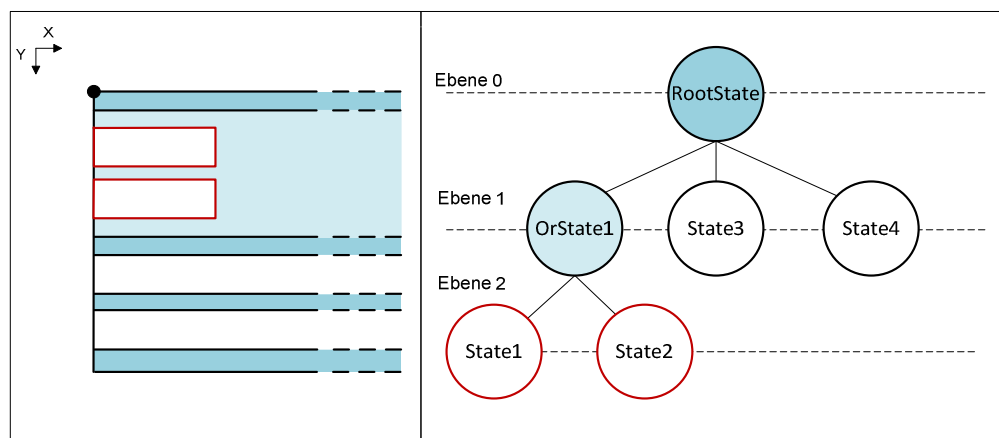 X
Y
Ebene 0
RootState
Ebene 1
OrState1
State3
State4
Ebene 2
State1
State2